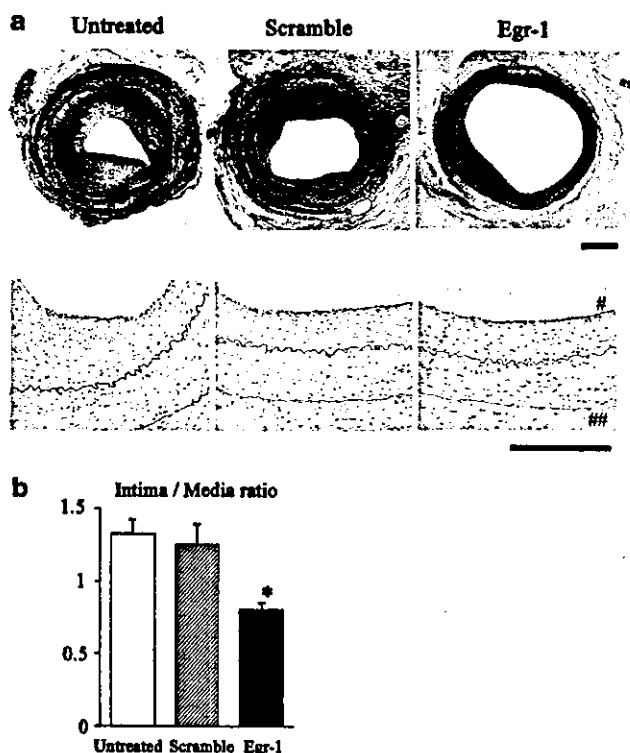 a Untreated Scramble Egr-1
#
##
b Intima / Media ratio
1.5
1
0.5
0
*
Untreated Scramble Egr-1